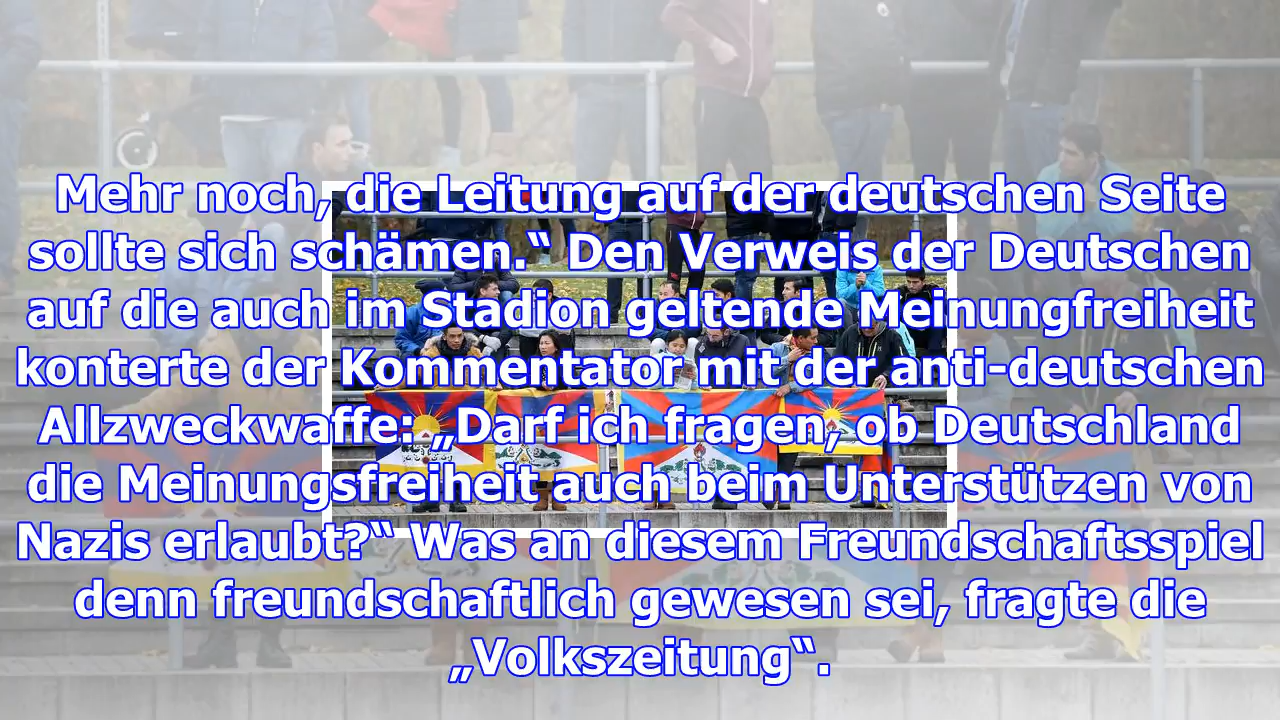 Mehr noch, die Leitung auf der deutschen Seite
sollte sich schämen.“ Den Verweis der Deutschen
auf die auch im Stadion geltende Meinungfreiheit
konterte der Kommentator mit der anti-deutschen
Allzweckwaffe: „Darf ich fragen, ob Deutschland
die Meinungsfreiheit auch beim Unterstützen von
Nazis erlaubt?“ Was an diesem Freundschaftsspiel
denn freundschaftlich gewesen sei, fragte die
„Volkszeitung“.